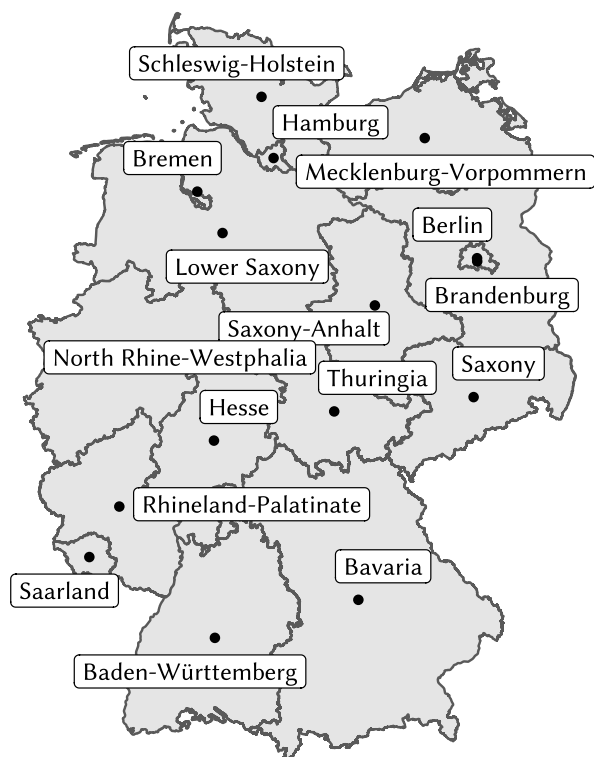 Schleswig-Holstein
Hamburg
Bremen
Mecklenburg-Vorpommern
Berlin
Lower Saxony
Brandenburg
Saxony-Anhalt
North Rhine-Westphalia
Saxony
Thuringia
Hesse
Rhineland-Palatinate
Bavaria
Saarland
Baden-Württemberg